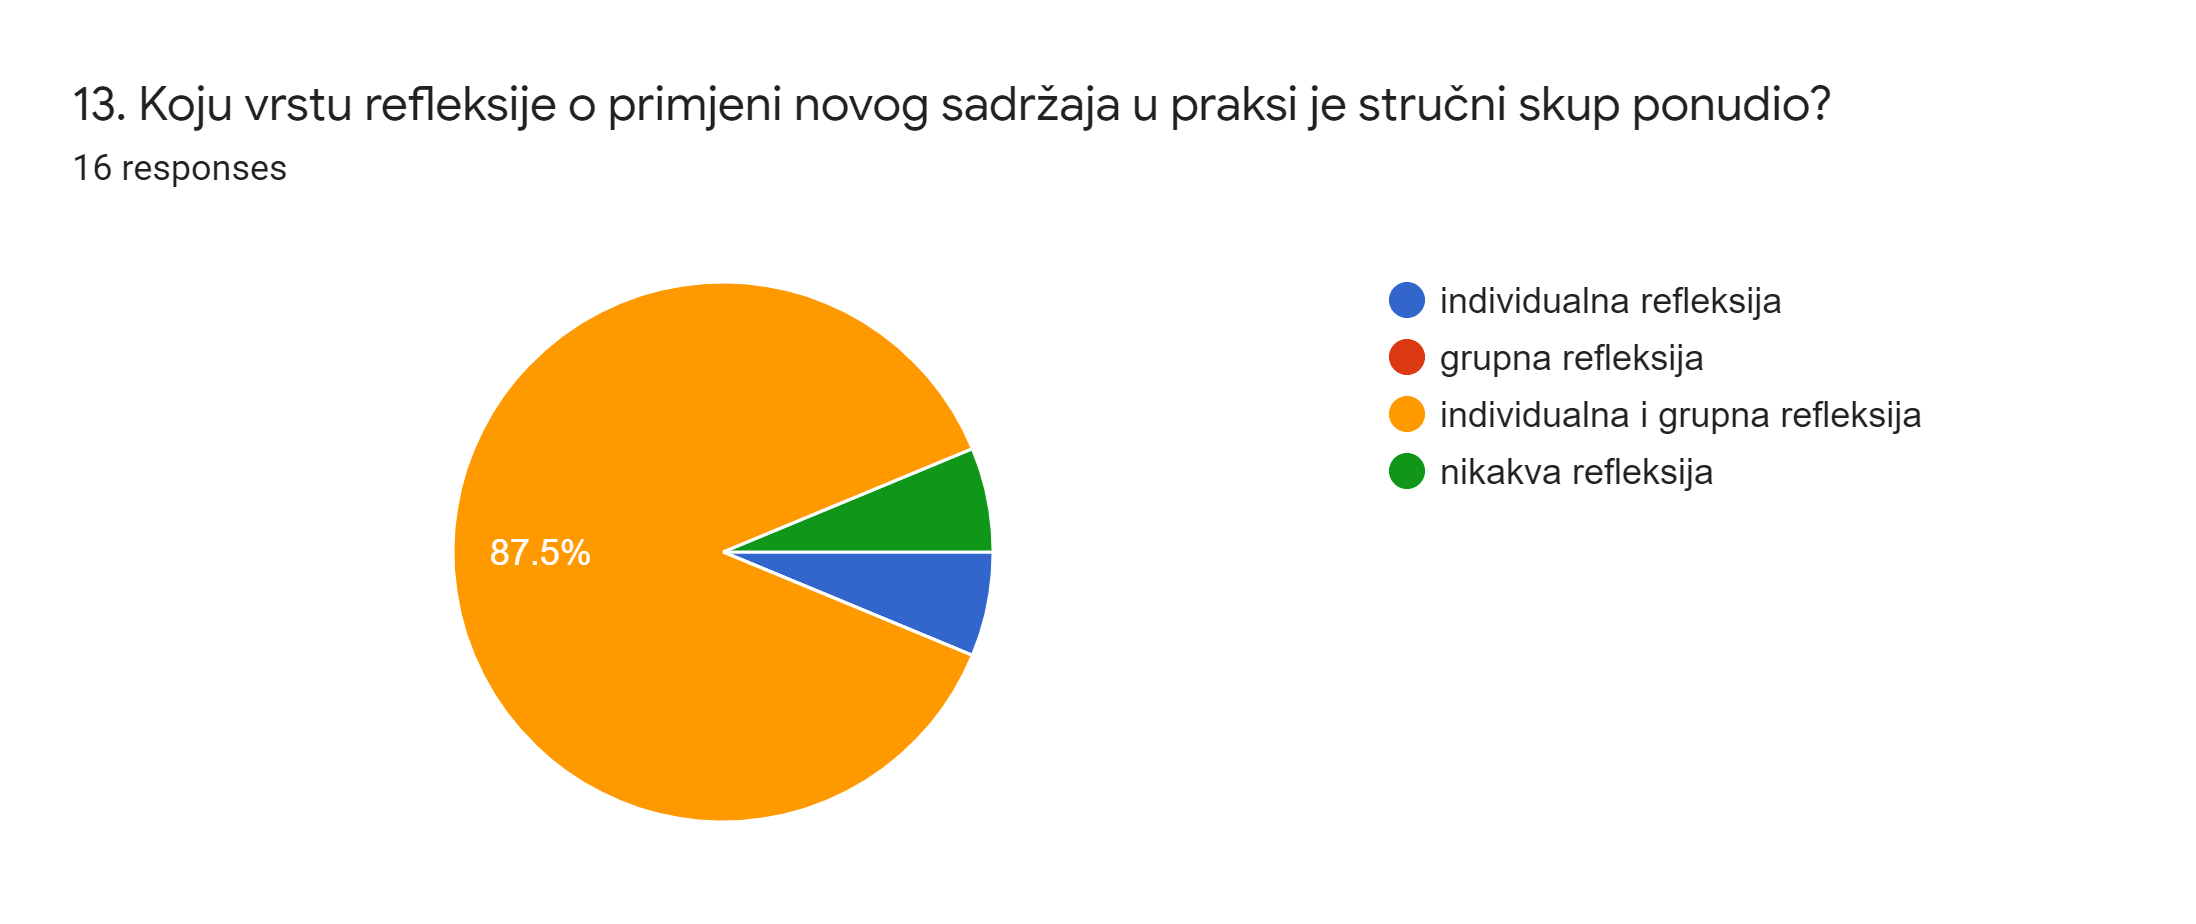 13. Koju vrstu refleksije o primjeni novog sadržaja u praksi je stručni skup ponudio?
16 responses
87.5%
individualna refleksija
grupna refleksija
individualna i grupna refleksija
nikakva refleksija